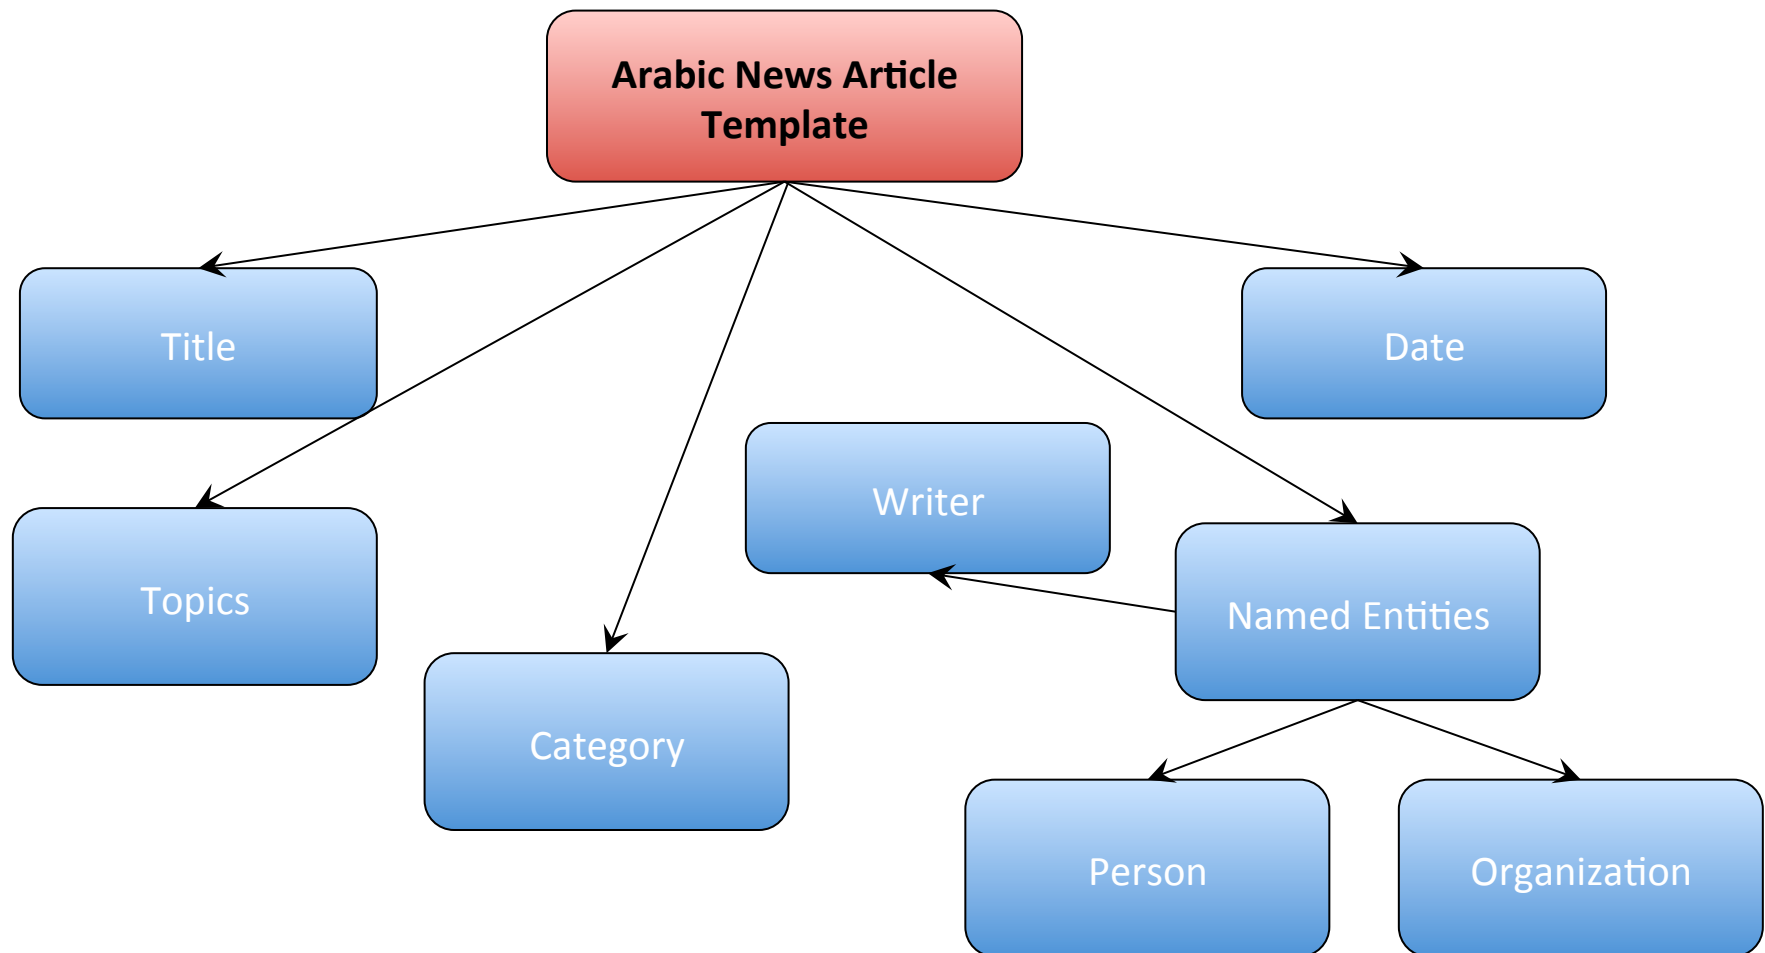 Arabic News Article
Template
Title
Date
Writer
Topics
Named Entities
Category
Person
Organization